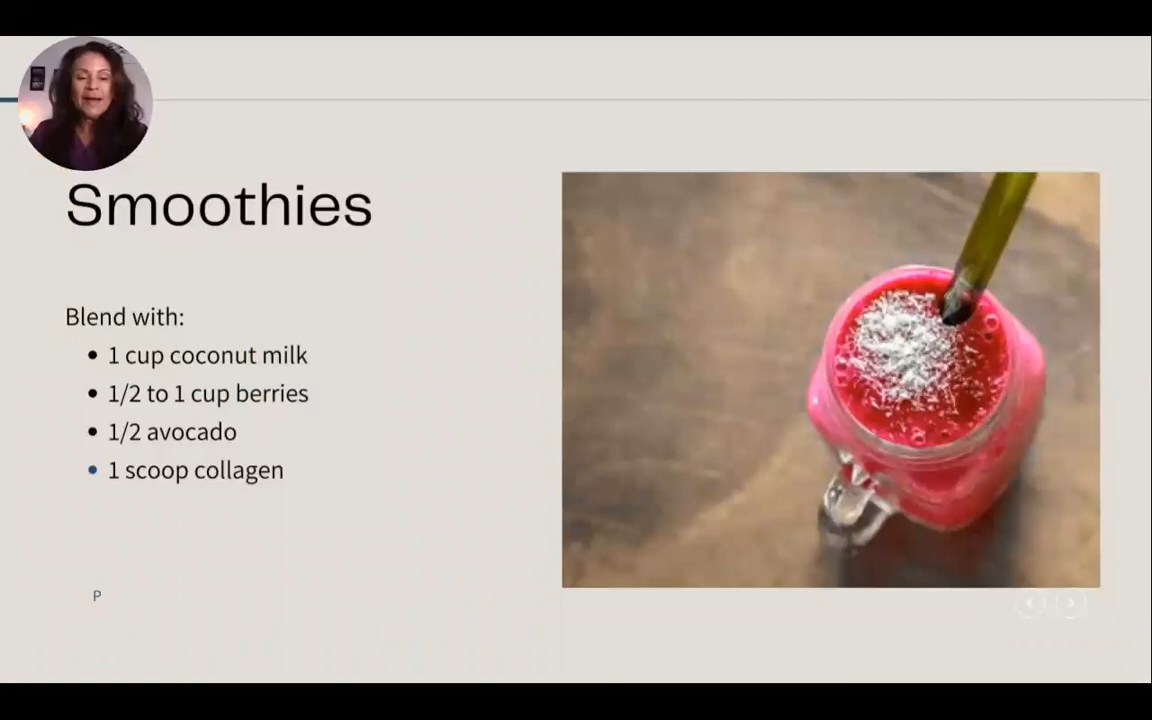 Smoothies
Blend with:
• 1 cup coconut milk
• 1/2 to 1 cup berries
• 1/2 avocado
• 1 scoop collagen
P